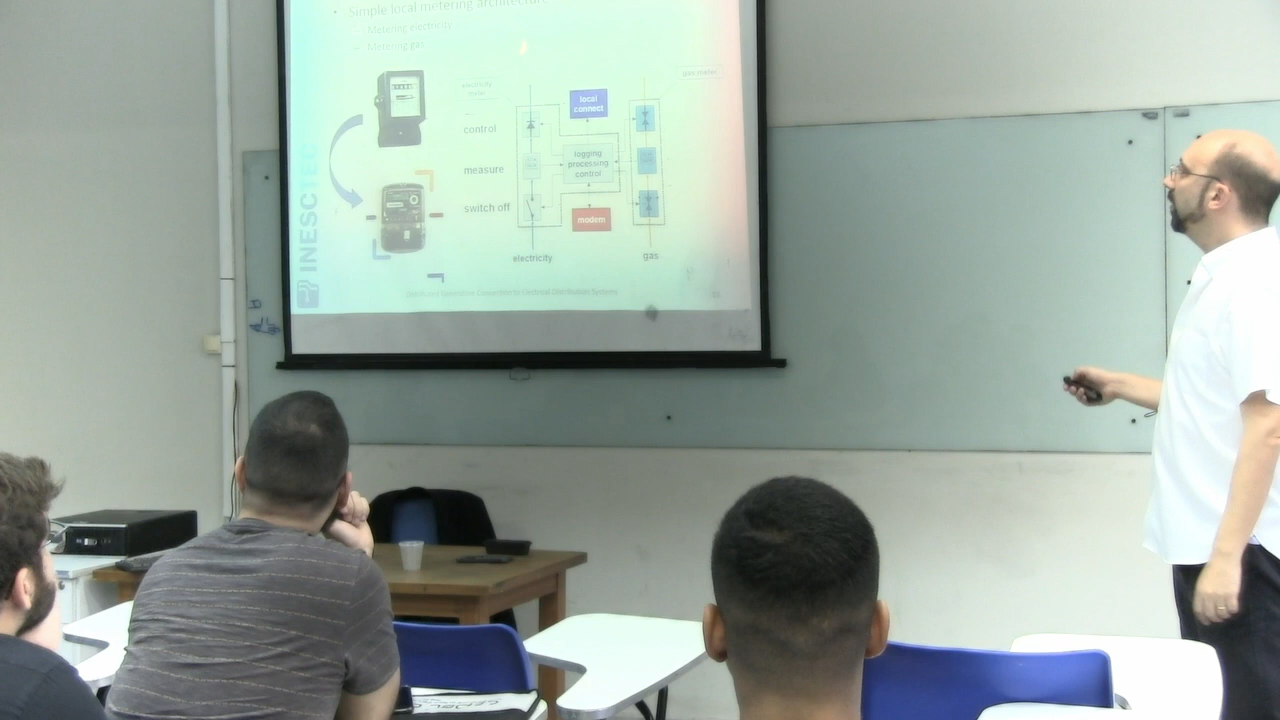 • Simple local metering architecture
– Metering electricity
– Metering gas
electricity meter
gas meter
local connect
control
logging processing control
measure
switch off
modem
electricity
gas
INESCTEC